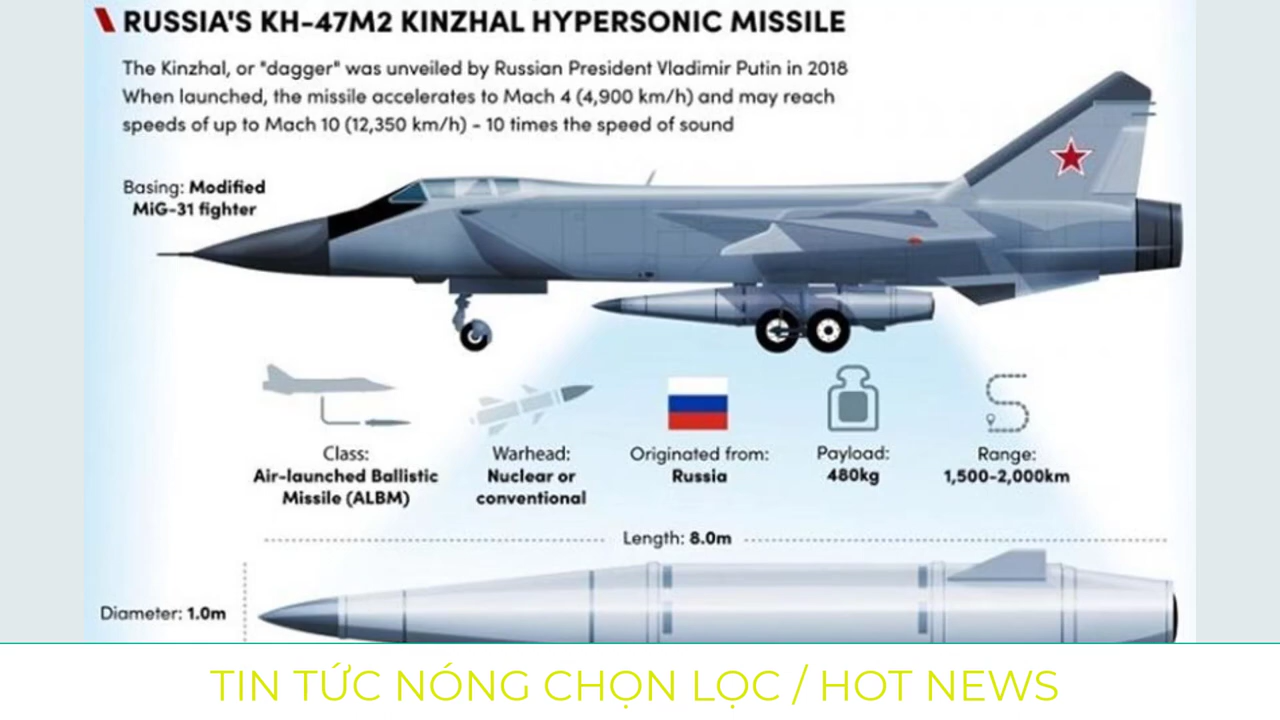 RUSSIA'S KH-47M2 KINZHAL HYPERSONIC MISSILE
The Kinzhal, or "dagger" was unveiled by Russian President Vladimir Putin in 2018
When launched, the missile accelerates to Mach 4 (4,900 km/h) and may reach
speeds of up to Mach 10 (12,350 km/h) - 10 times the speed of sound
Basing: Modified
MiG-31 fighter
Class:
Air-launched Ballistic
Missile (ALBM)
Warhead:
Nuclear or
conventional
Originated from:
Russia
Payload:
480kg
Range:
1,500-2,000km
Length: 8.0m
Diameter: 1.0m
TIN TỨC NÓNG CHỌN LỌC / HOT NEWS